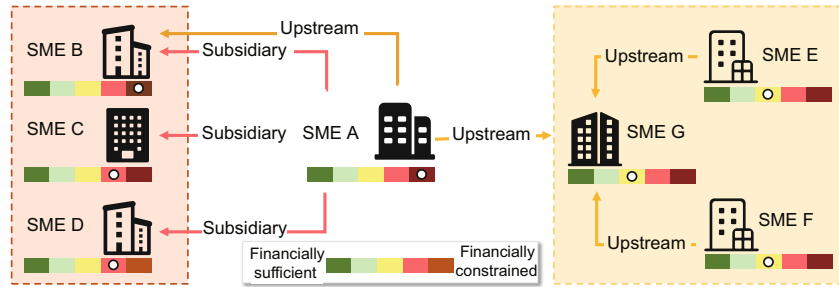 Upstream
SME B
Subsidiary
SME E
Upstream
SME C
Subsidiary
SME A
Upstream
SME G
SME D
Subsidiary
SME F
Upstream
Financially
sufficient
Financially
constrained